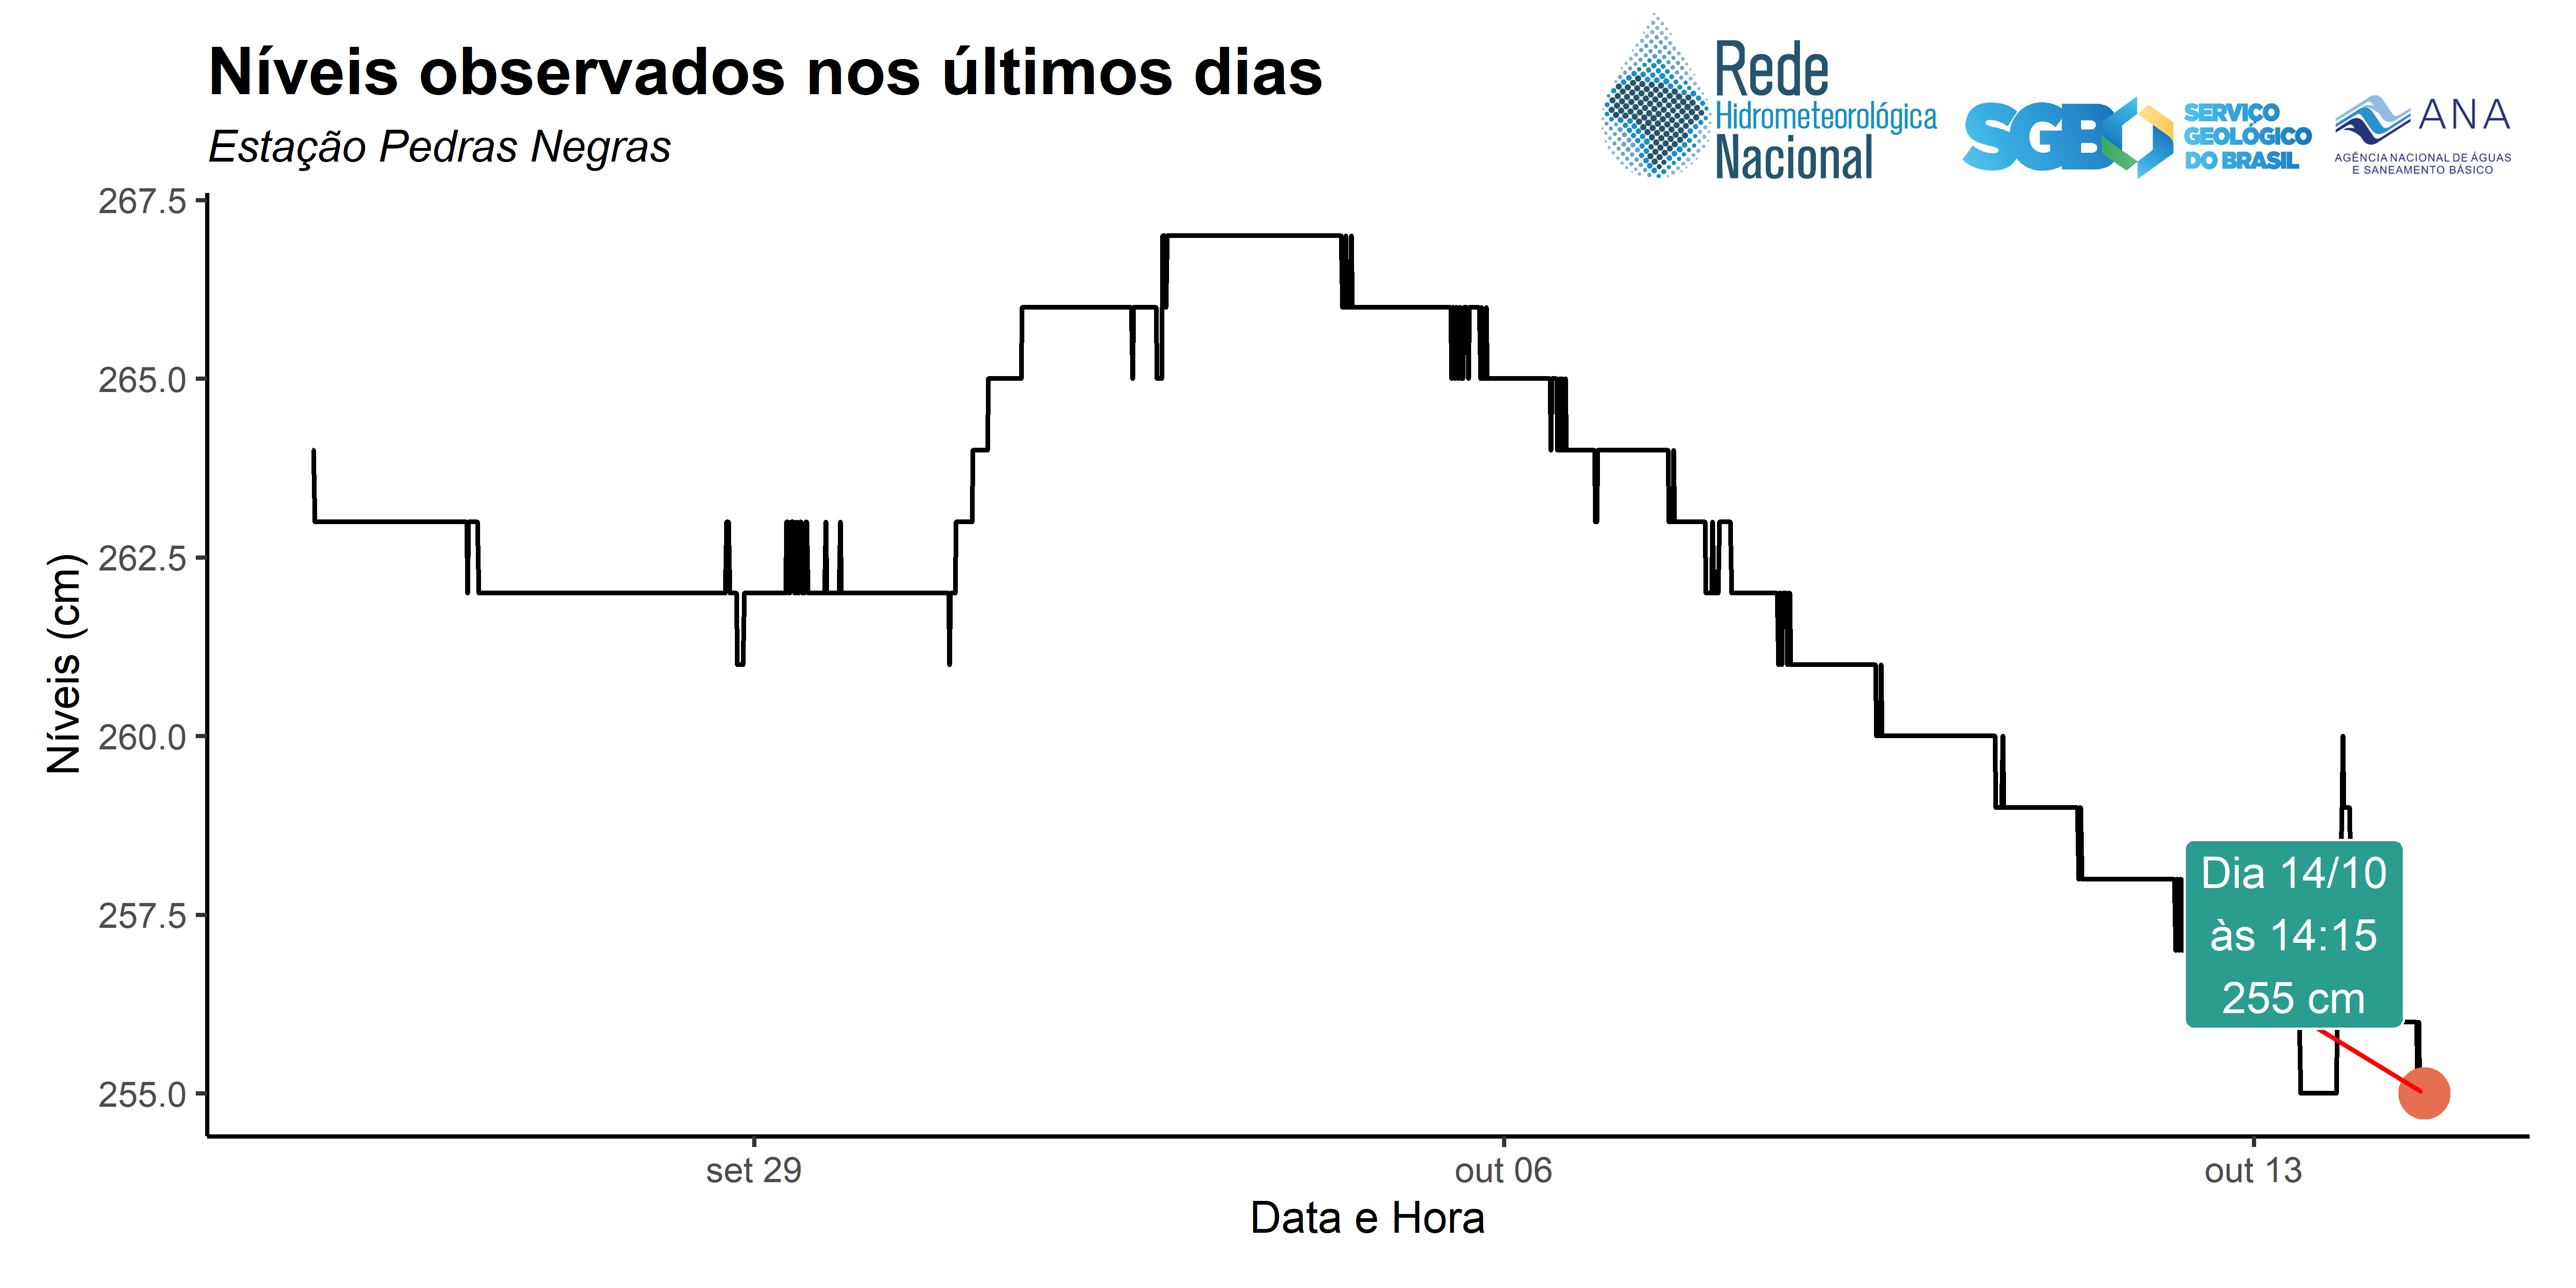 Níveis observados nos últimos dias
Estação Pedras Negras
Rede
Hidrometeorológica
Nacional
SGB
SERVIÇO
GEOLÓGICO
DO BRASIL
ANA
AGÊNCIA NACIONAL DE ÁGUAS
E SANEAMENTO BÁSICO
267.5
265.0
262.5
260.0
257.5
255.0
Níveis (cm)
Dia 14/10
às 14:15
255 cm
set 29
out 06
out 13
Data e Hora